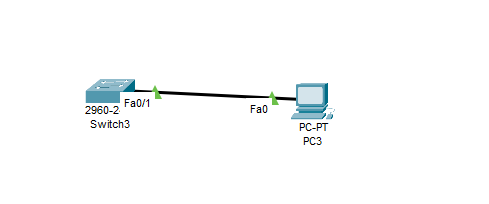 Fa0/1
2960-2
Switch3
Fa0
PC-PT
PC3